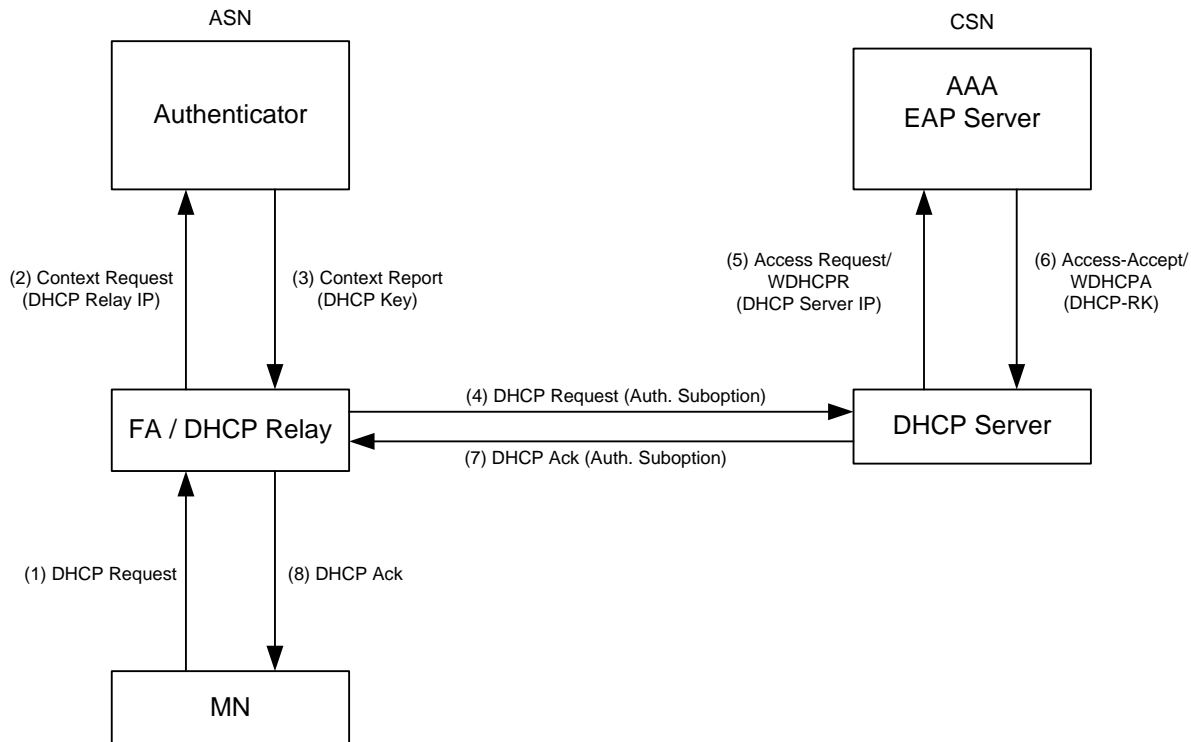 ASN
CSN
Authenticator
AAA
EAP Server
(2) Context Request
(DHCP Relay IP)
(3) Context Report
(DHCP Key)
(5) Access Request/
WDHCPR
(DHCP Server IP)
(6) Access-Accept/
WDHCPA
(DHCP-RK)
FA / DHCP Relay
(4) DHCP Request (Auth. Suboption)
(7) DHCP Ack (Auth. Suboption)
DHCP Server
(1) DHCP Request
(8) DHCP Ack
MN